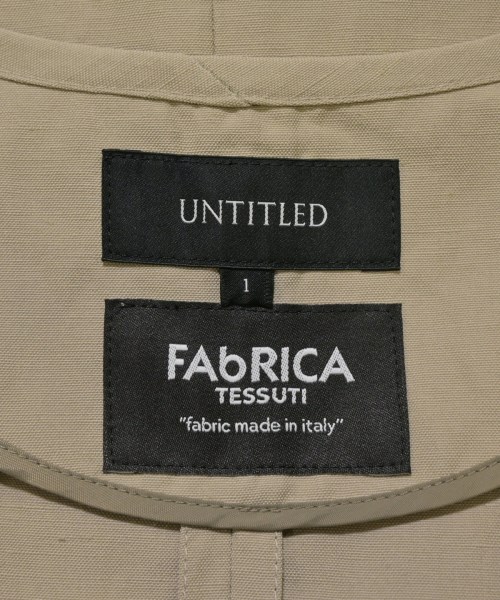 UNTITLED
1
FAbRICA
TESSUTI
"fabric made in italy"